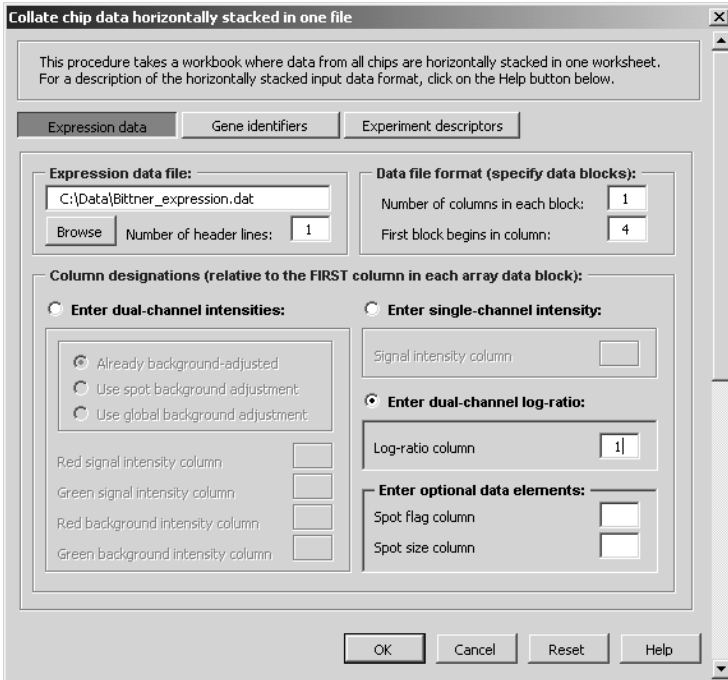 Collate chip data horizontally stacked in one file
This procedure takes a workbook where data from all chips are horizontally stacked in one worksheet.
For a description of the horizontally stacked input data format, click on the Help button below.
Expression data
Gene identifiers
Experiment descriptors
Expression data file:
C:\Data\Bittner_expression.dat
Browse
Number of header lines:
1
Data file format (specify data blocks):
Number of columns in each block:
1
First block begins in column:
4
Column designations (relative to the FIRST column in each array data block):
Enter dual-channel intensities:
Already background-adjusted
Use spot background adjustment
Use global background adjustment
Red signal intensity column
Green signal intensity column
Red background intensity column
Green background intensity column
Enter single-channel intensity:
Signal intensity column
Enter dual-channel log-ratio:
Log-ratio column
1
Enter optional data elements:
Spot flag column
Spot size column
OK
Cancel
Reset
Help